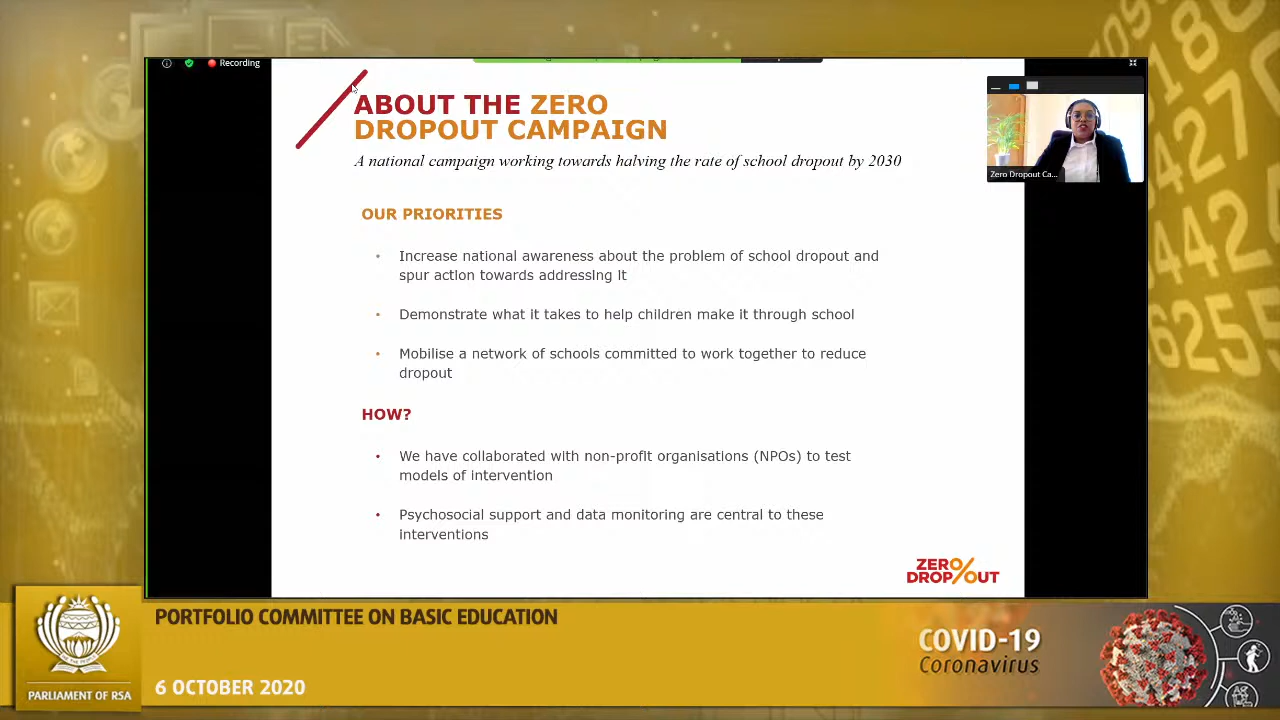 Recording
ABOUT THE ZERO
DROPOUT CAMPAIGN
A national campaign working towards halving the rate of school dropout by 2030
Zero Dropout Ca...
OUR PRIORITIES
• Increase national awareness about the problem of school dropout and
spur action towards addressing it
• Demonstrate what it takes to help children make it through school
• Mobilise a network of schools committed to work together to reduce
dropout
HOW?
• We have collaborated with non-profit organisations (NPOs) to test
models of intervention
• Psychosocial support and data monitoring are central to these
interventions
ZERO
DROP%OUT
PORTFOLIO COMMITTEE ON BASIC EDUCATION
6 OCTOBER 2020
PARLIAMENT OF RSA
COVID-19
Coronavirus